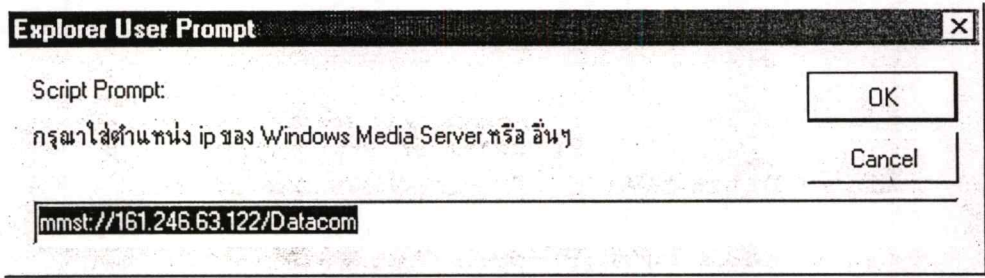 Explorer User Prompt
Script Prompt:
OK
กรุณาใส่ตำแหน่ง ip ของ Windows Media Server หรือ อื่นๆ
Cancel
mmst://161.246.63.122/Datacom